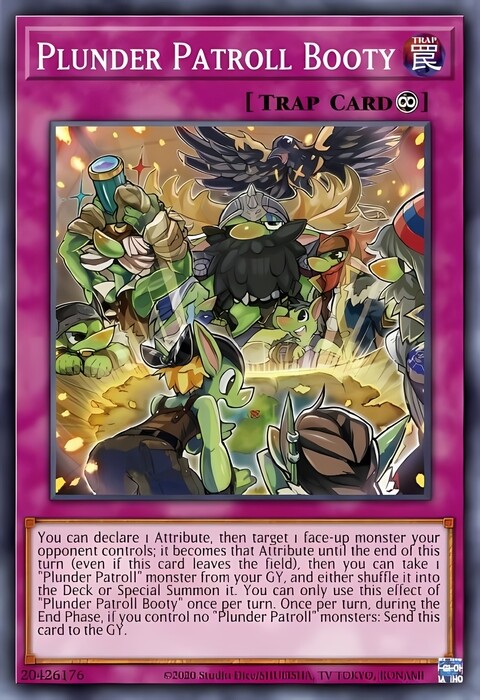 PLUNDER PATROLL BOOTY
TRAP
罠
[TRAP CARD∞]
You can declare 1 Attribute, then target 1 face-up monster your
opponent controls; it becomes that Attribute until the end of this
turn (even if this card leaves the field), then you can take 1
"Plunder Patroll" monster from your GY, and either shuffle it into
the Deck or Special Summon it. You can only use this effect of
"Plunder Patroll Booty" once per turn. Once per turn, during the
End Phase, if you control no "Plunder Patroll" monsters: Send this
card to the GY.
20426176
©2020 Studio Dice/SHUEISHA, TV TOKYO, KONAMI